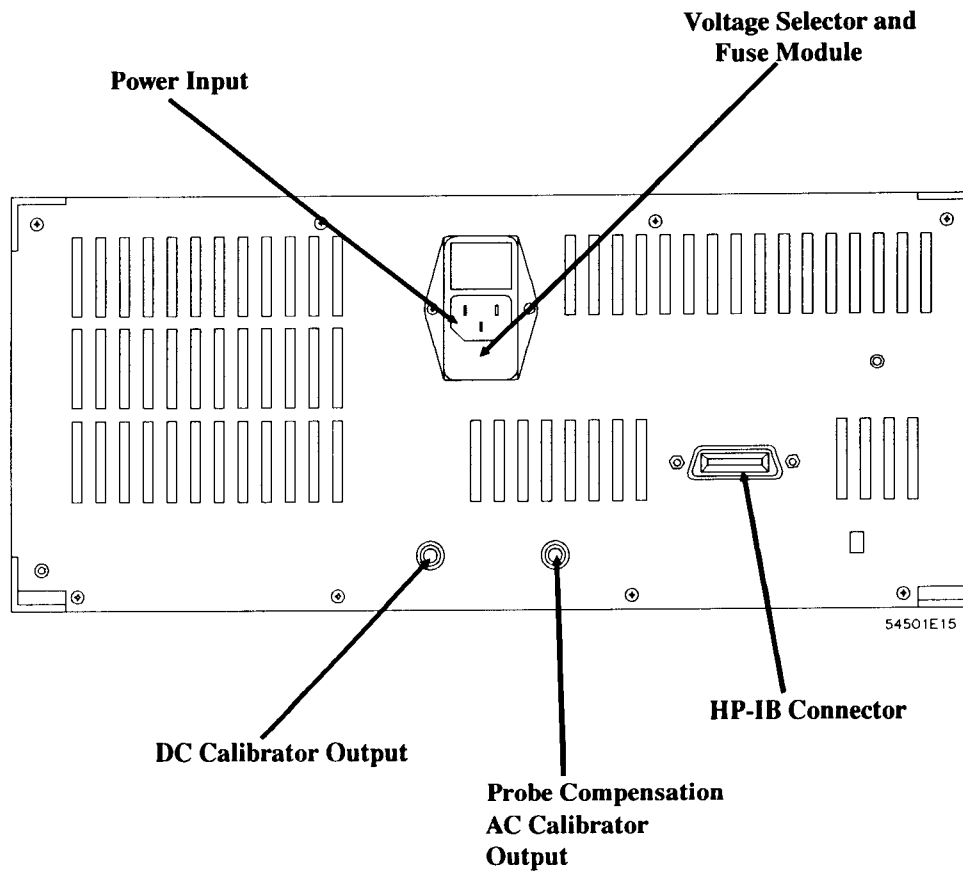 Voltage Selector and
Fuse Module
Power Input
54501E15
HP-IB Connector
DC Calibrator Output
Probe Compensation
AC Calibrator
Output